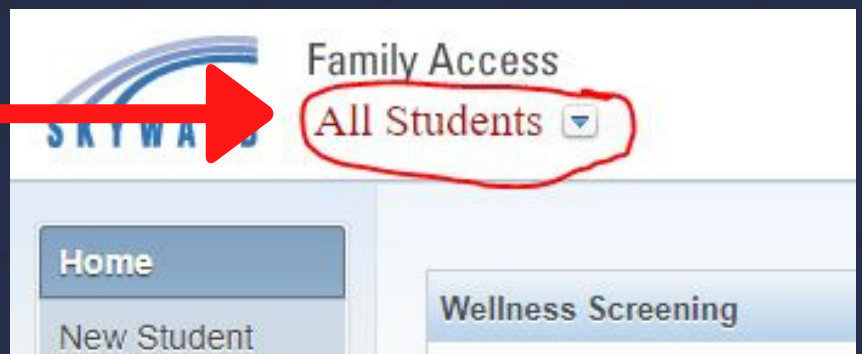 Family Access
All Students
Home
New Student
Wellness Screening